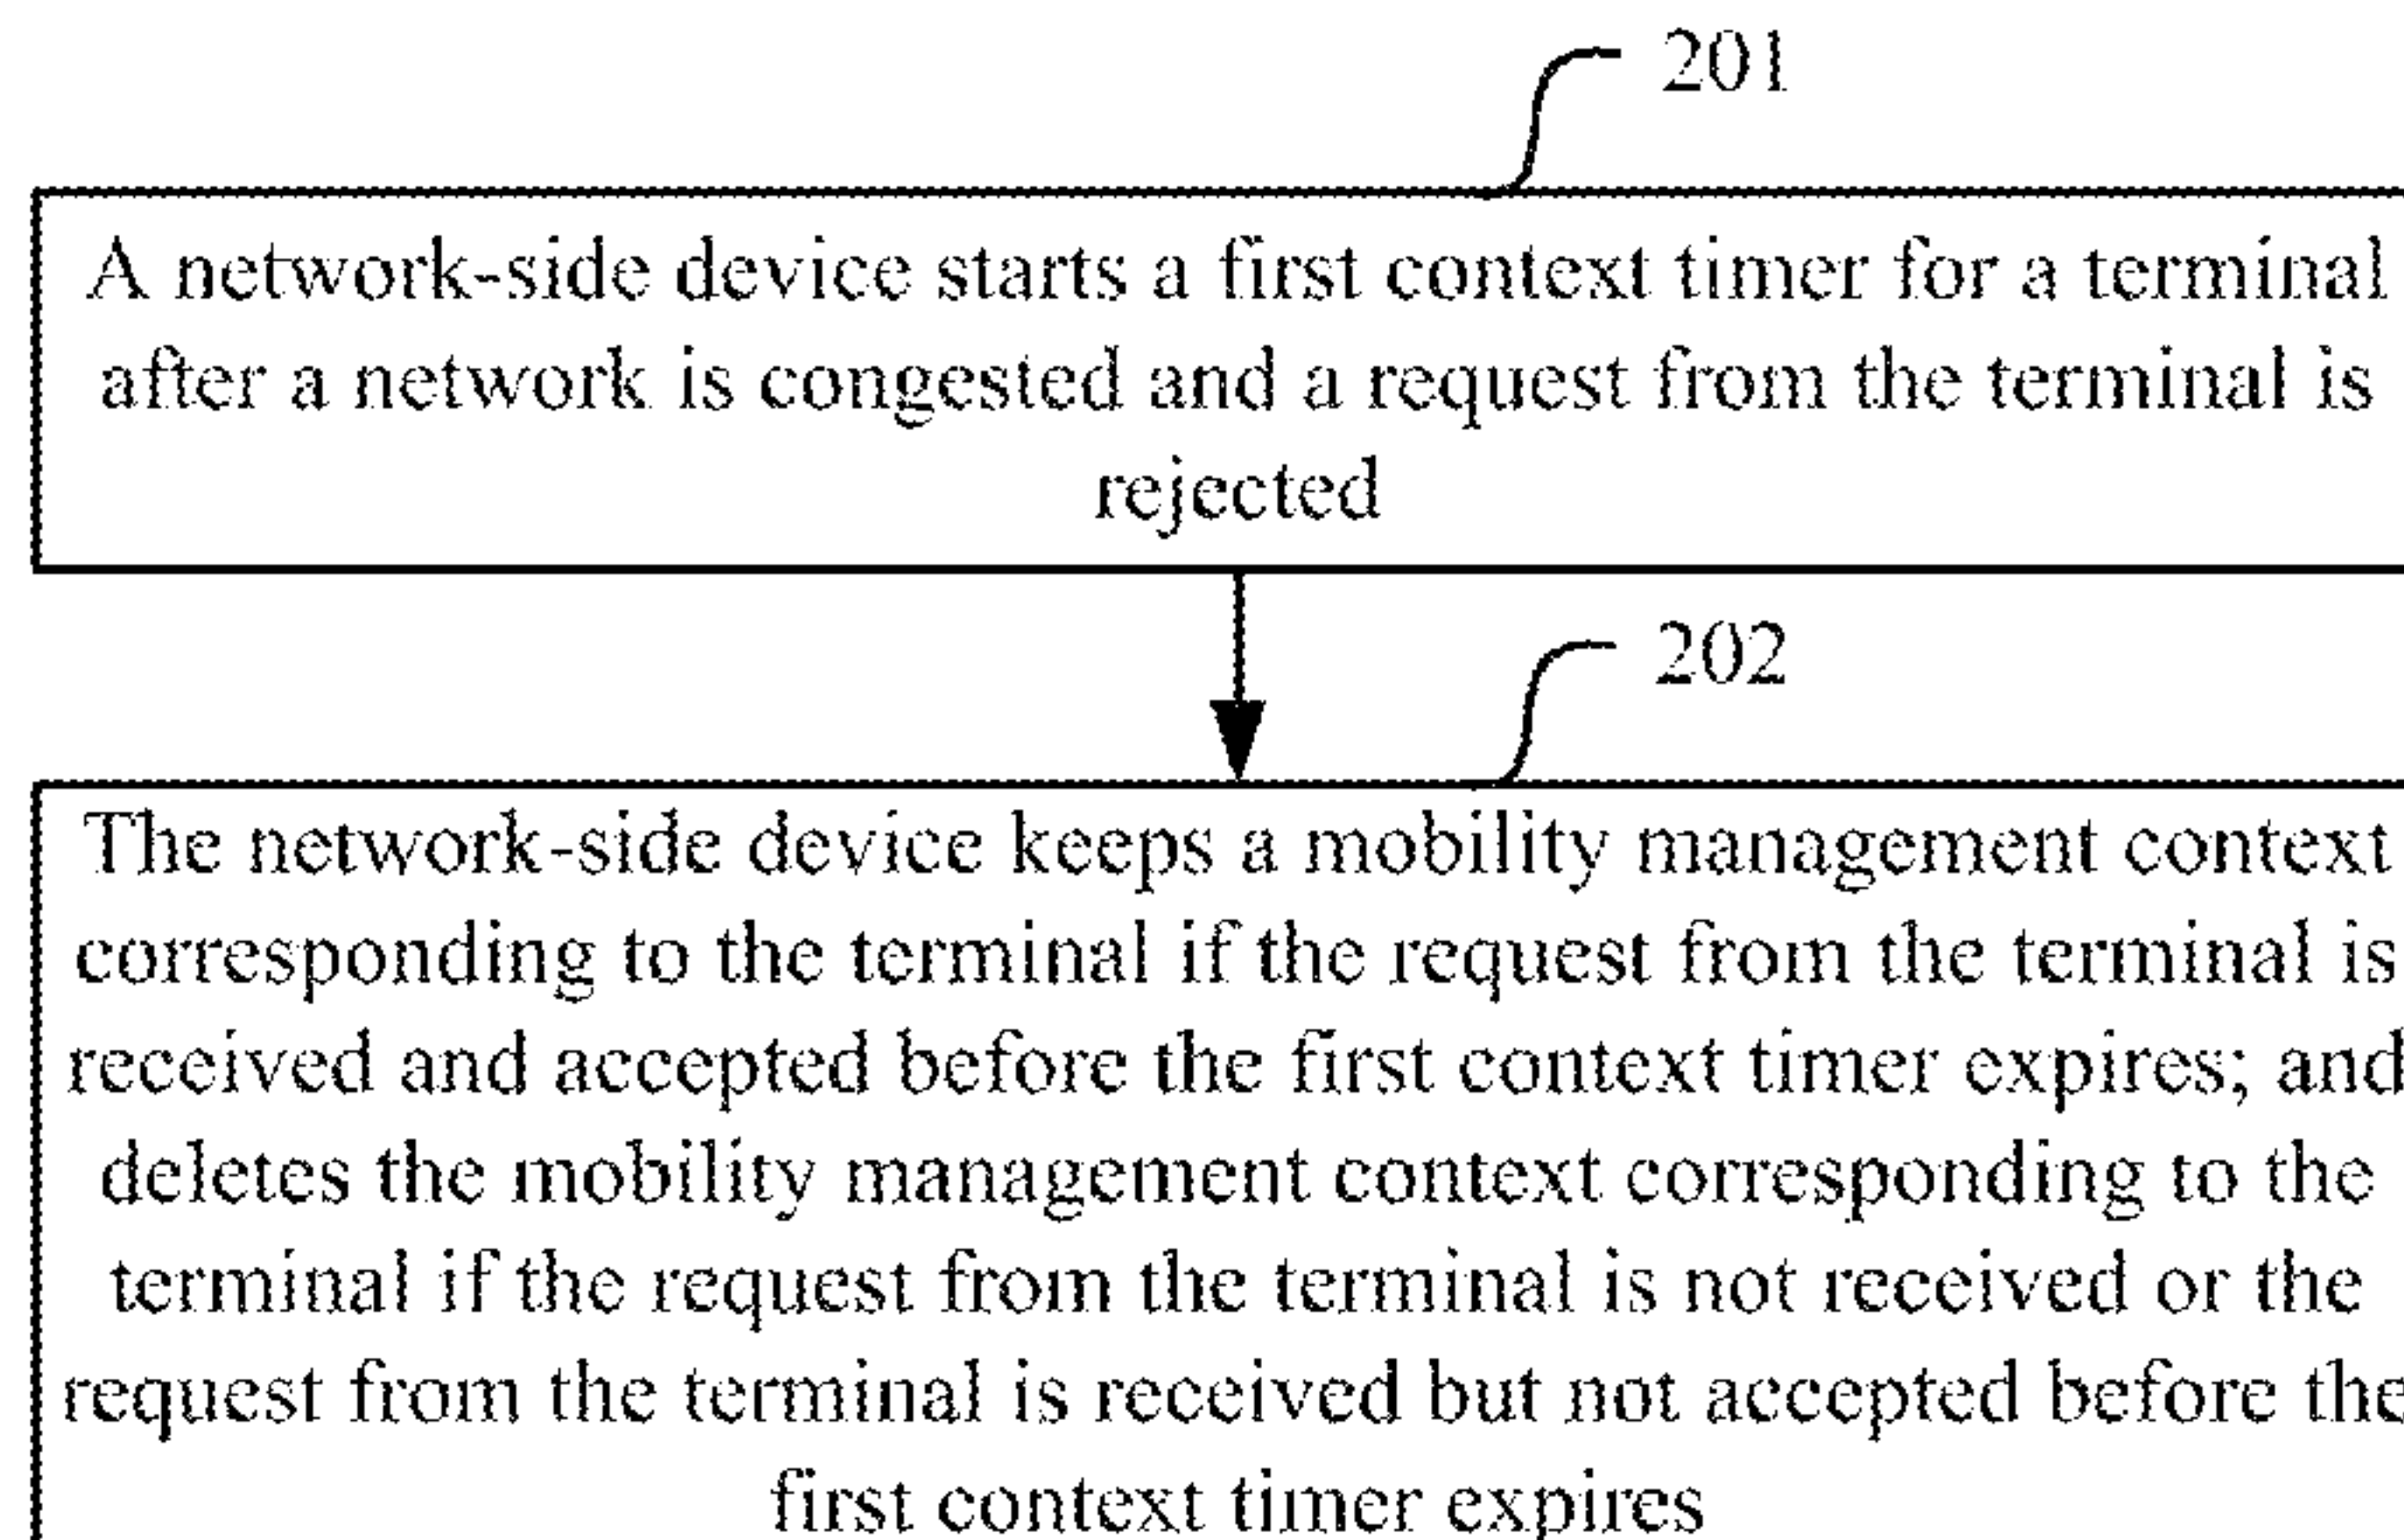 201
A network-side device starts a first context timer for a terminal
after a network is congested and a request from the terminal is
rejected
202
The network-side device keeps a mobility management context
corresponding to the terminal if the request from the terminal is
received and accepted before the first context timer expires; and
deletes the mobility management context corresponding to the
terminal if the request from the terminal is not received or the
request from the terminal is received but not accepted before the
first context timer expires